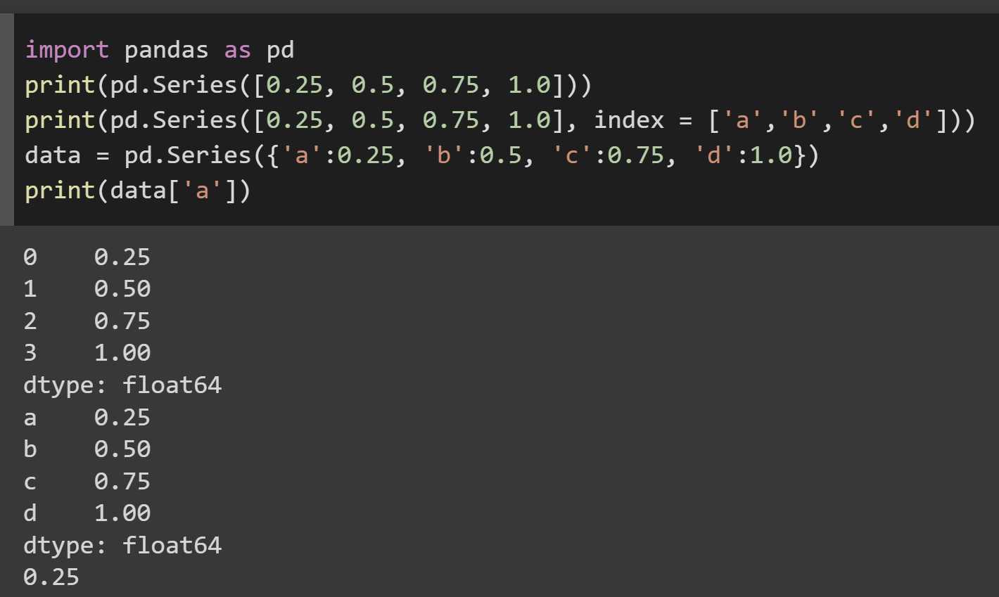 import pandas as pd
print(pd.Series([0.25, 0.5, 0.75, 1.0]))
print(pd.Series([0.25, 0.5, 0.75, 1.0], index = ['a','b','c','d']))
data = pd.Series({'a':0.25, 'b':0.5, 'c':0.75, 'd':1.0})
print(data['a'])
0    0.25
1    0.50
2    0.75
3    1.00
dtype: float64
a    0.25
b    0.50
c    0.75
d    1.00
dtype: float64
0.25